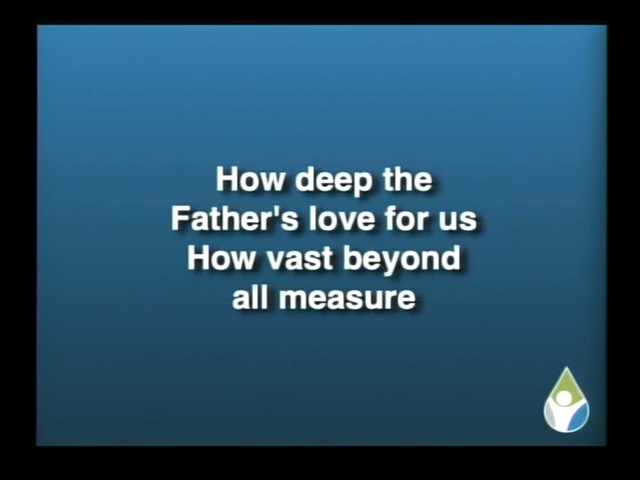 How deep the
Father's love for us
How vast beyond
all measure